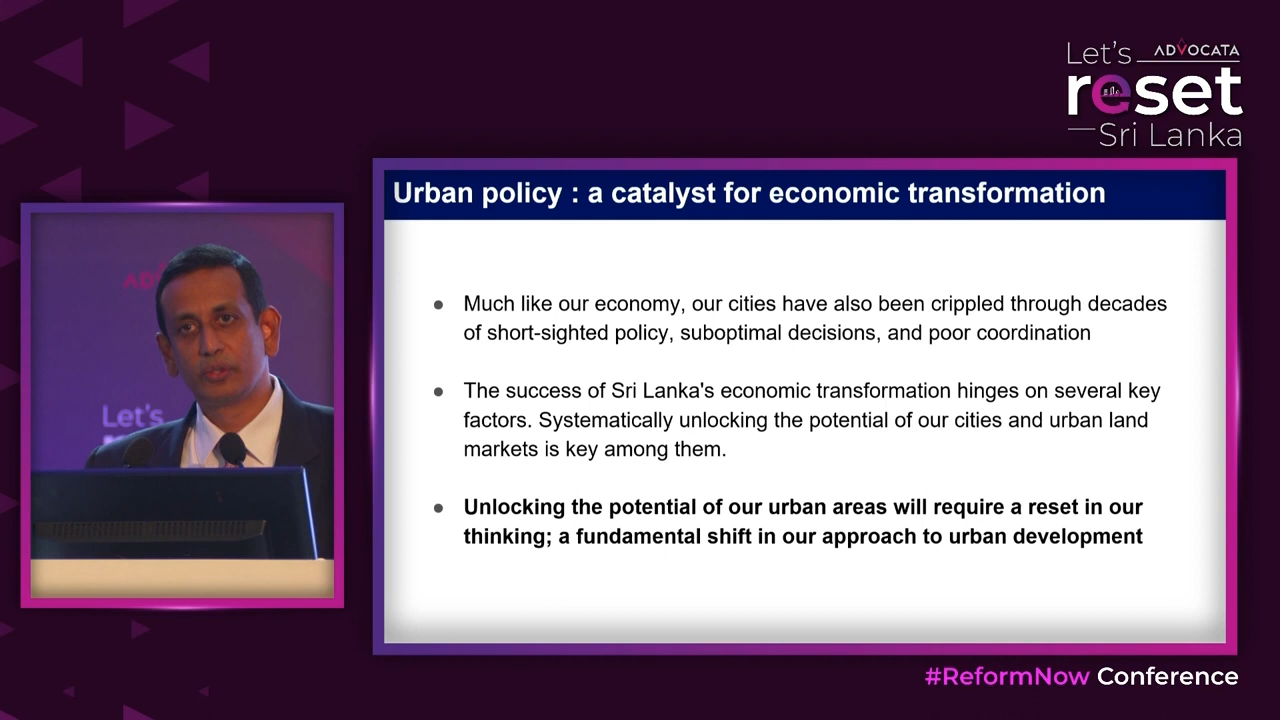 Let's
ADVOCATA
reset
Sri Lanka
Urban policy : a catalyst for economic transformation
Much like our economy, our cities have also been crippled through decades
of short-sighted policy, suboptimal decisions, and poor coordination
The success of Sri Lanka's economic transformation hinges on several key
factors. Systematically unlocking the potential of our cities and urban land
markets is key among them.
Unlocking the potential of our urban areas will require a reset in our
thinking; a fundamental shift in our approach to urban development
AD
Let's
#ReformNow Conference